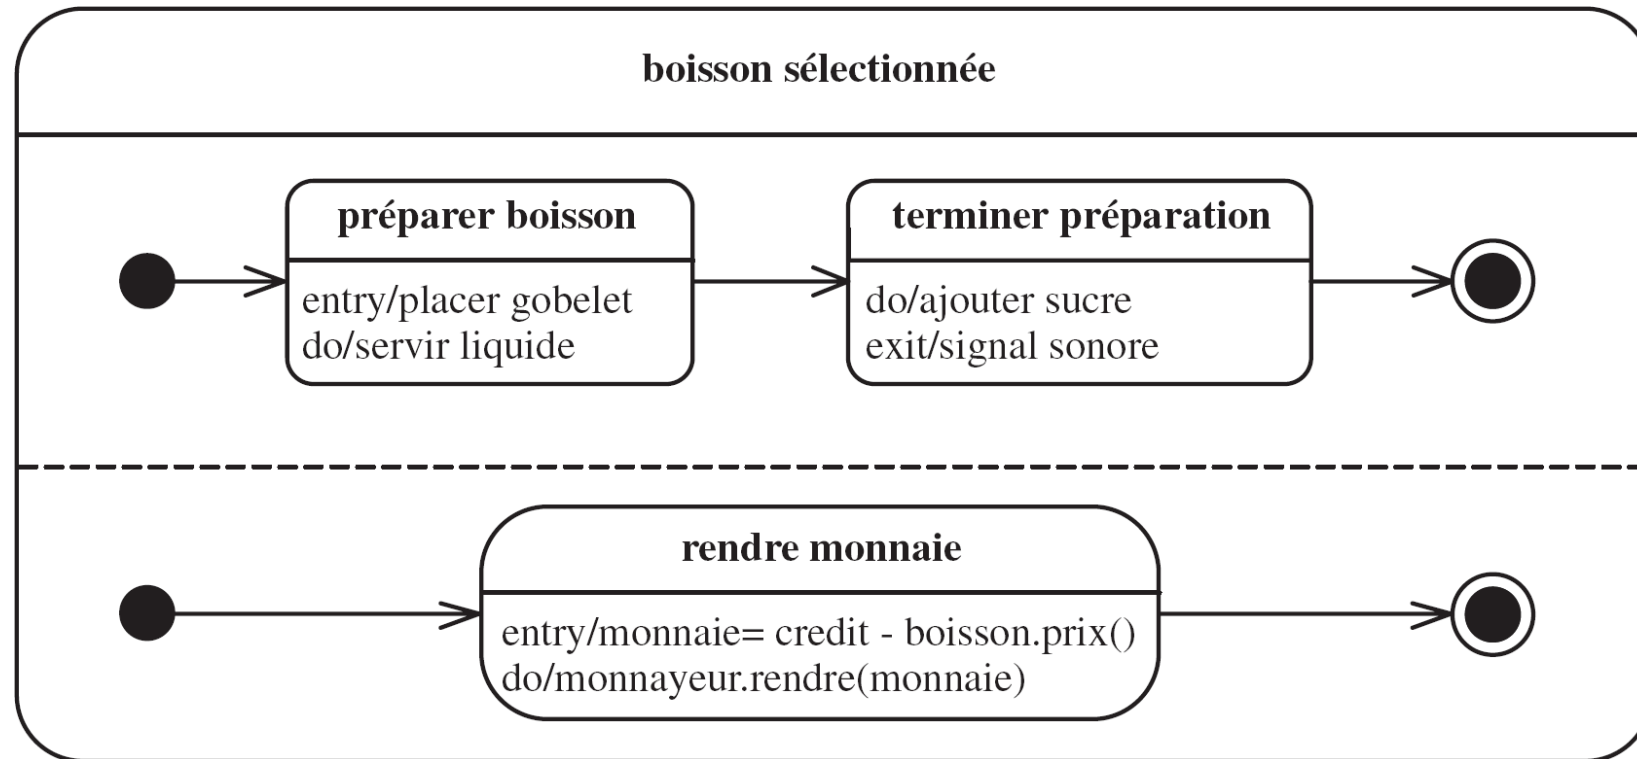 boisson sélectionnée
préparer boisson
entry/placer gobelet
do/servir liquide
terminer préparation
do/ajouter sucre
exit/signal sonore
rendre monnaie
entry/monnaie= credit - boisson.prix()
do/monnayeur.rendre(monnaie)